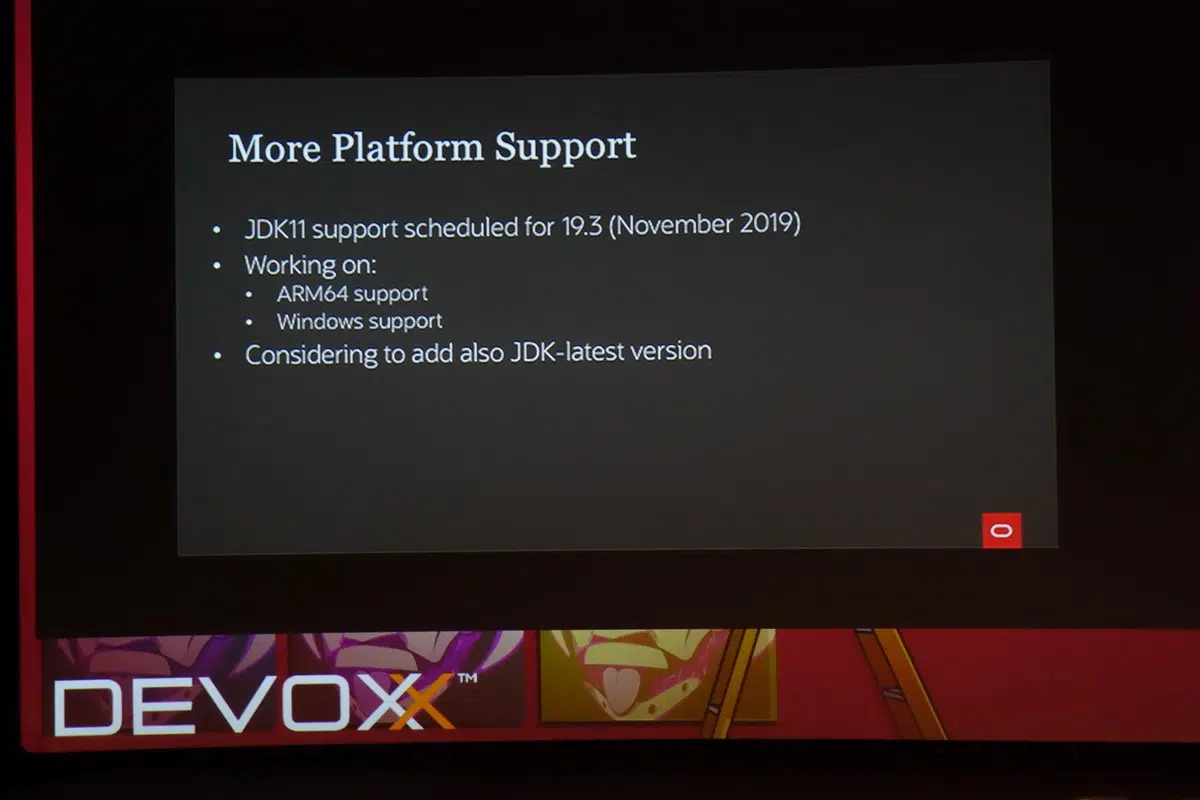 More Platform Support
• JDK11 support scheduled for 19.3 (November 2019)
• Working on:
• ARM64 support
• Windows support
• Considering to add also JDK-latest version
DEVOXX™